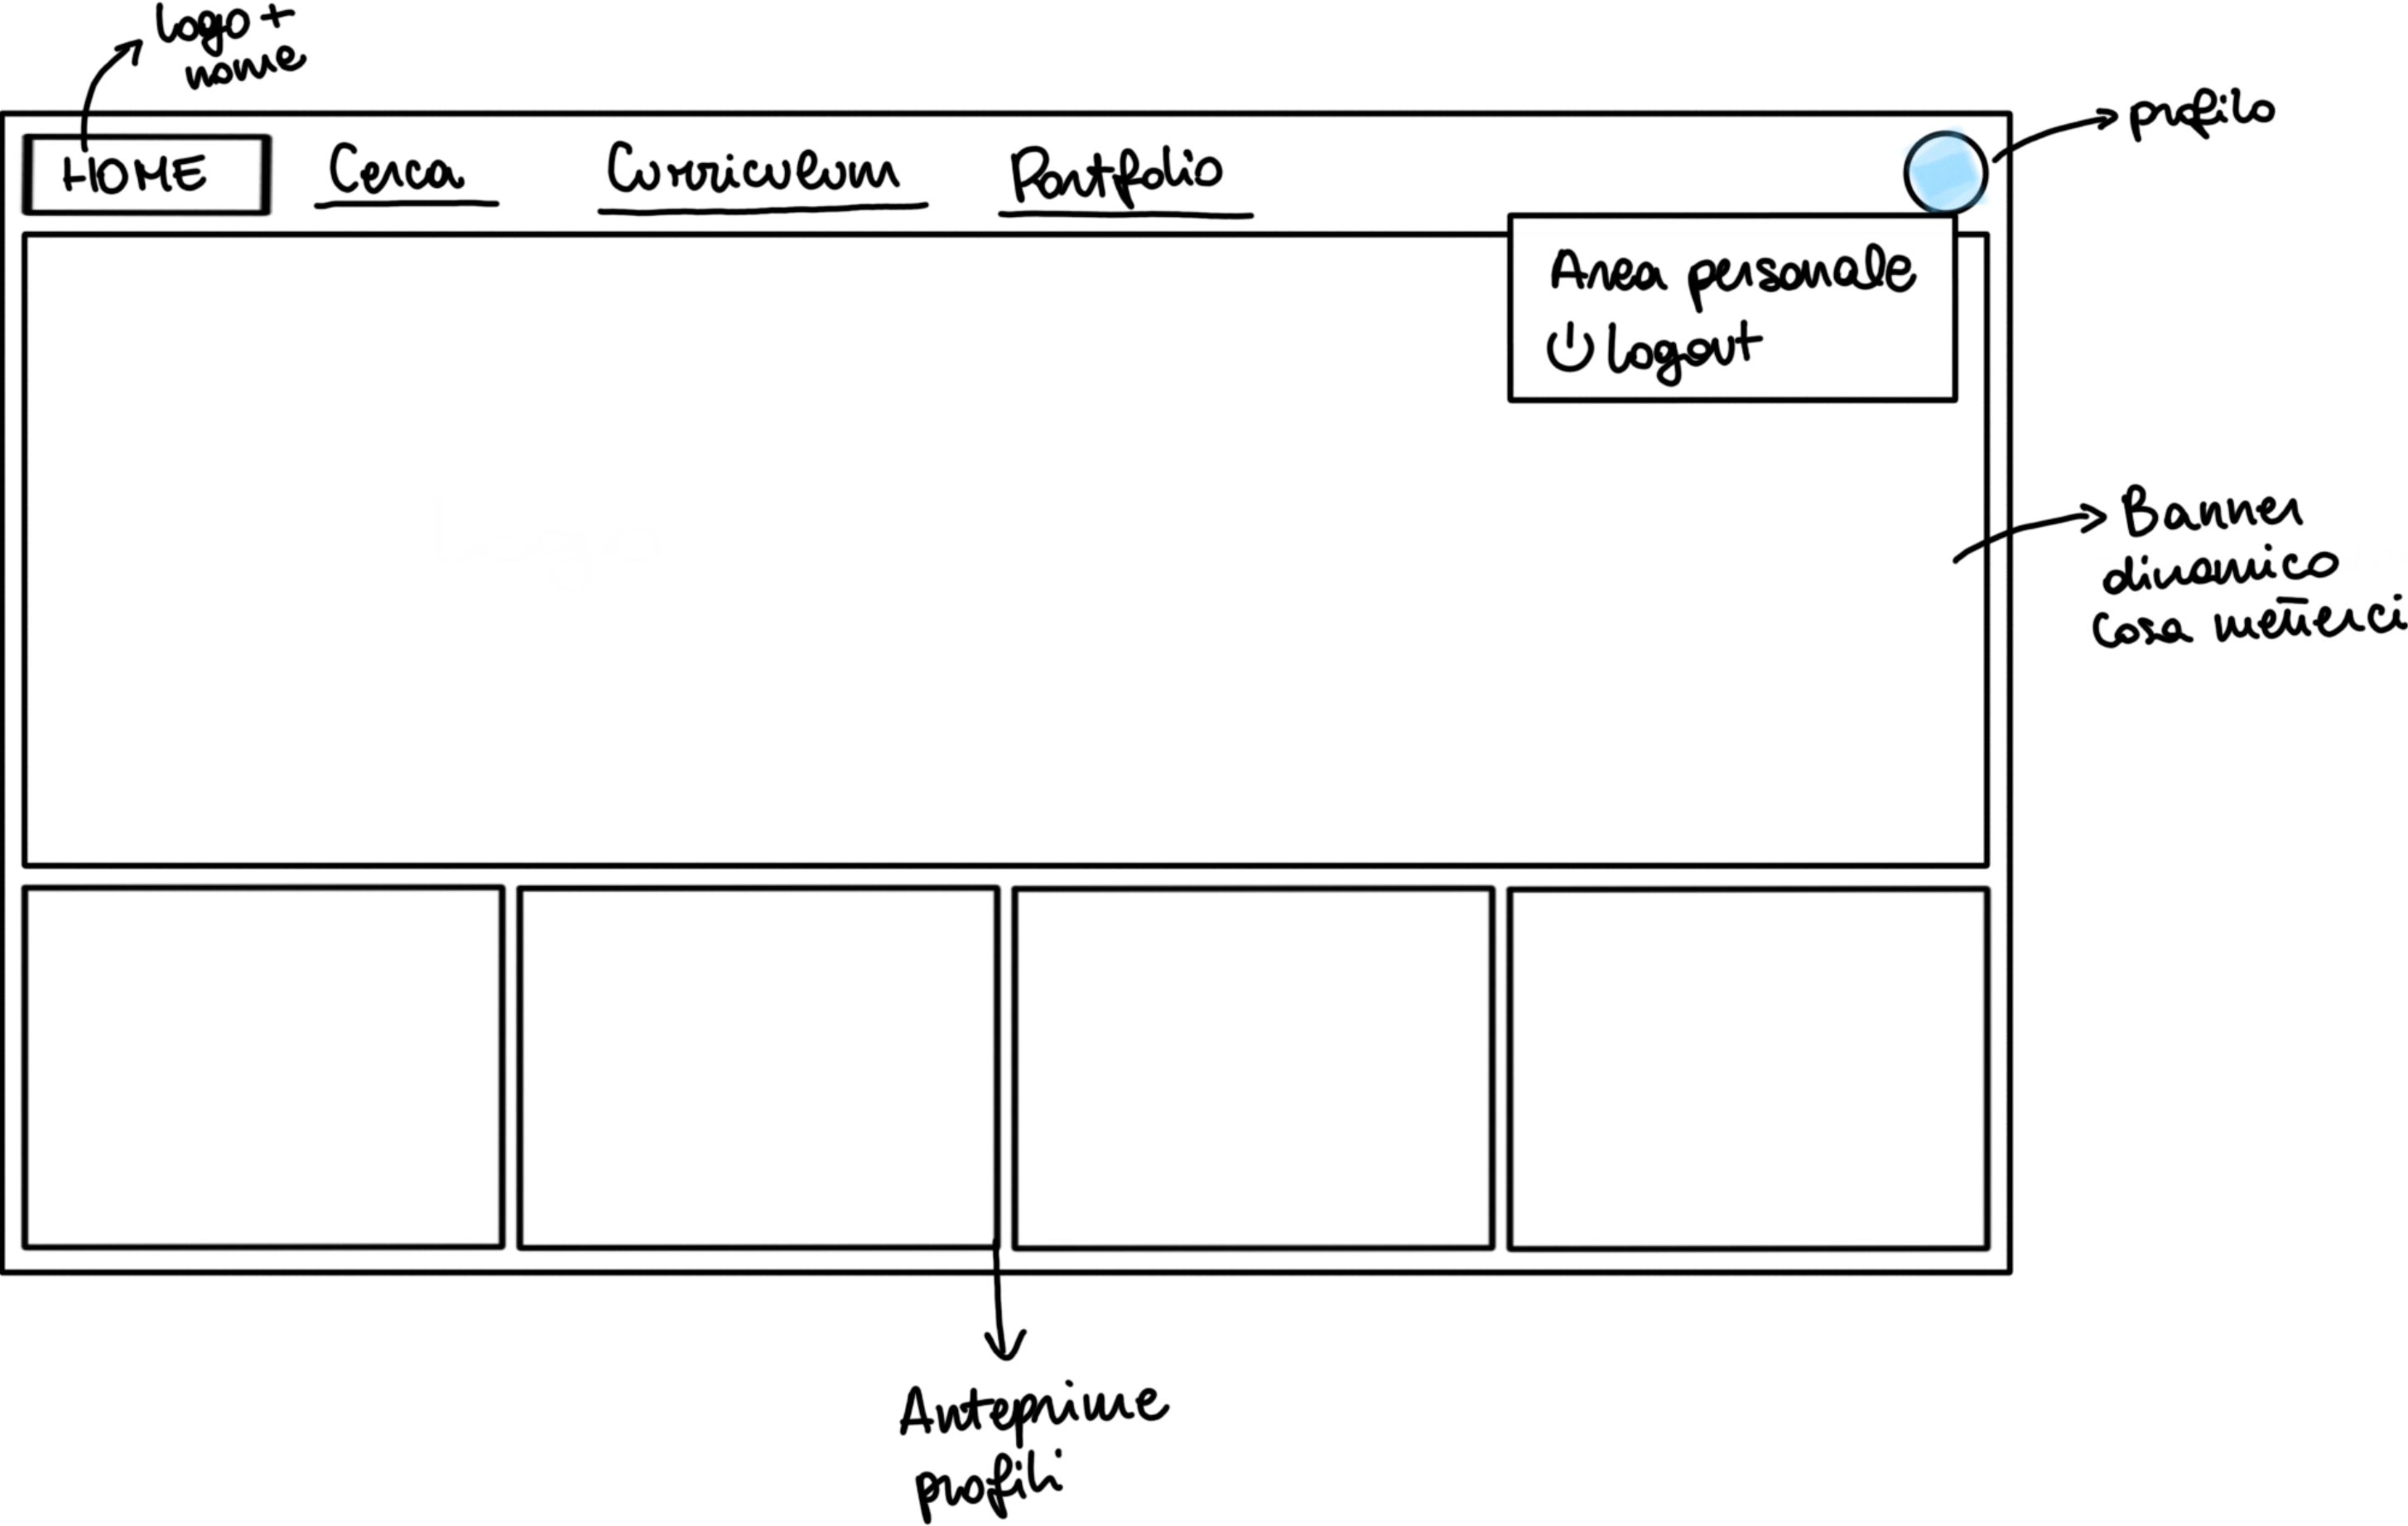 Logo +
nome
HOME
Cerca
Curriculum
Portfolio
profilo
Area personale
logout
Banner
dinamico
Cosa metterci
Anteprime
profili